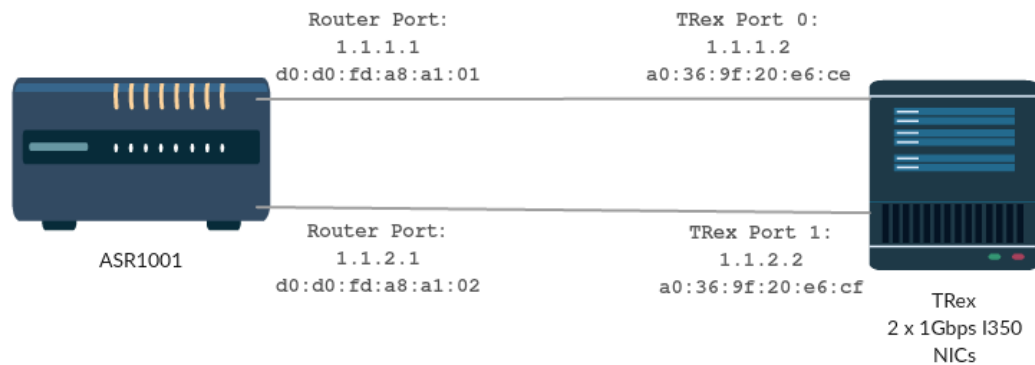 Router Port:
1.1.1.1
d0:d0:fd:a8:a1:01
TRex Port 0:
1.1.1.2
a0:36:9f:20:e6:ce
ASR1001
Router Port:
1.1.2.1
d0:d0:fd:a8:a1:02
TRex Port 1:
1.1.2.2
a0:36:9f:20:e6:cf
TRex
2 x 1Gbps I350
NICs